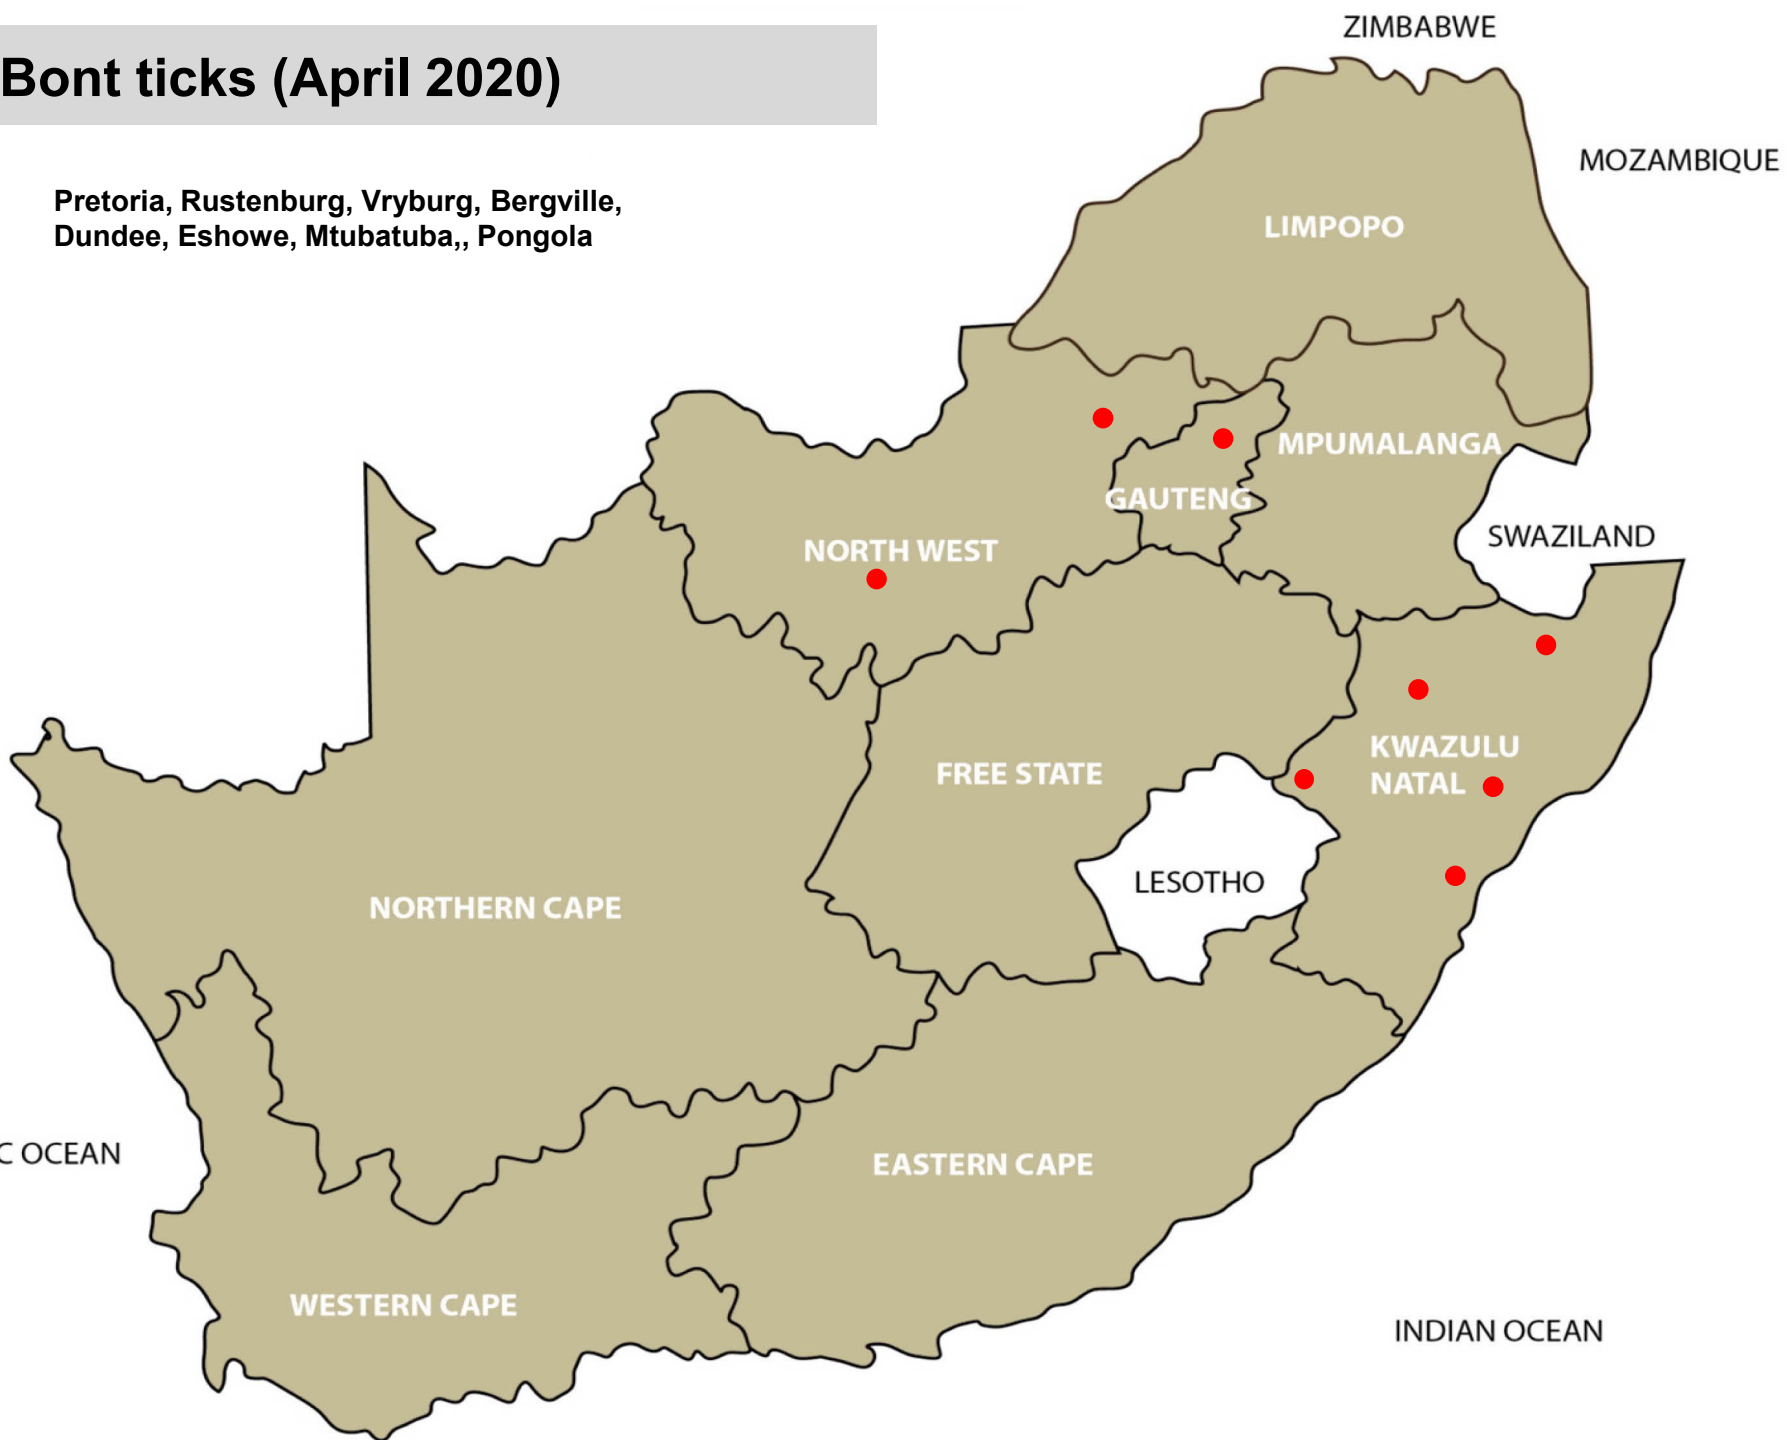 ZIMBABWE
Bont ticks (April 2020)
MOZAMBIQUE
Pretoria, Rustenburg, Vryburg, Bergville,
Dundee, Eshowe, Mtubatuba,, Pongola
LIMPOPO
MPUMALANGA
GAUTENG
SWAZILAND
NORTH WEST
KWAZULU
NATAL
FREE STATE
LESOTHO
NORTHERN CAPE
C OCEAN
EASTERN CAPE
WESTERN CAPE
INDIAN OCEAN